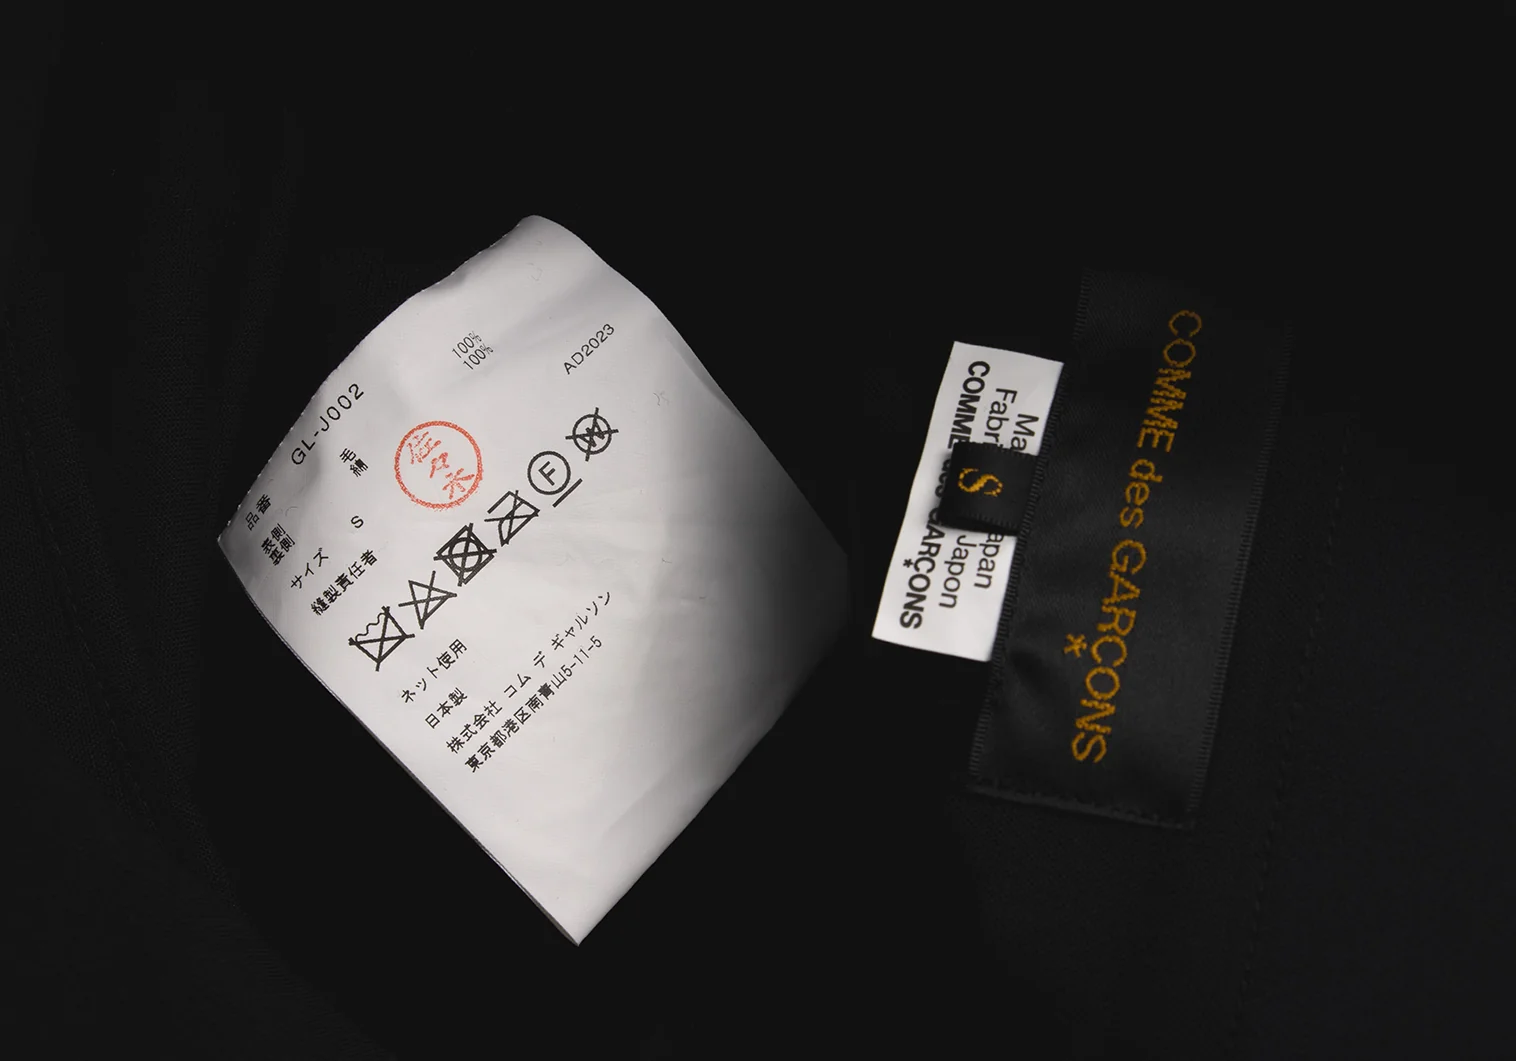 品番 GL-J002
表側 毛 100%
裏側 綿 100%
サイズ S AD2023
縫製責任者 佐々木
F
W
ネット使用
日本製
株式会社 コム デ ギャルソン
東京都港区南青山5-11-5
COMME des GARÇONS
S
Japon
COMME des GARÇONS